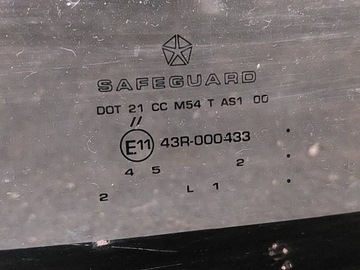 SAFEGUARD
DOT 21 CC M54 T AS1 00
E11 43R-000433
4 5 2
2 L 1